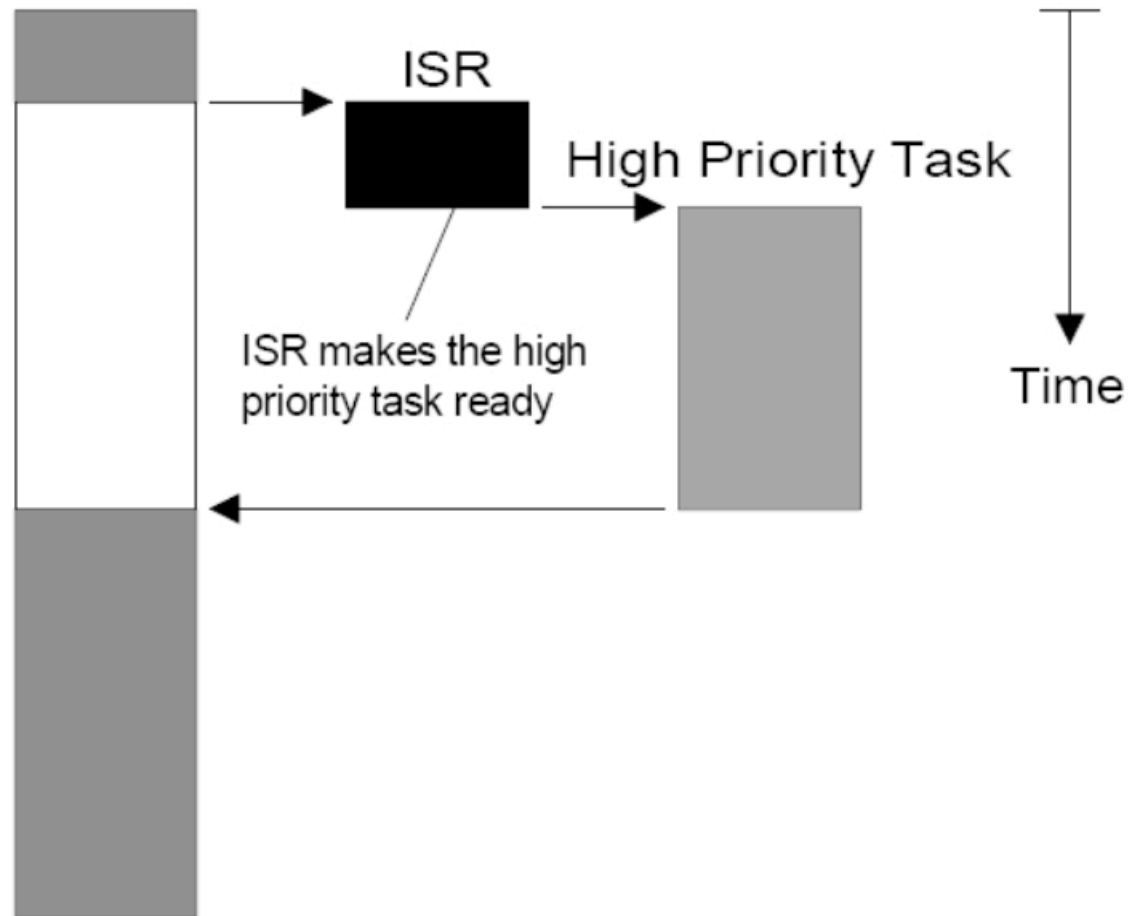 ISR
High Priority Task
ISR makes the high
priority task ready
Time